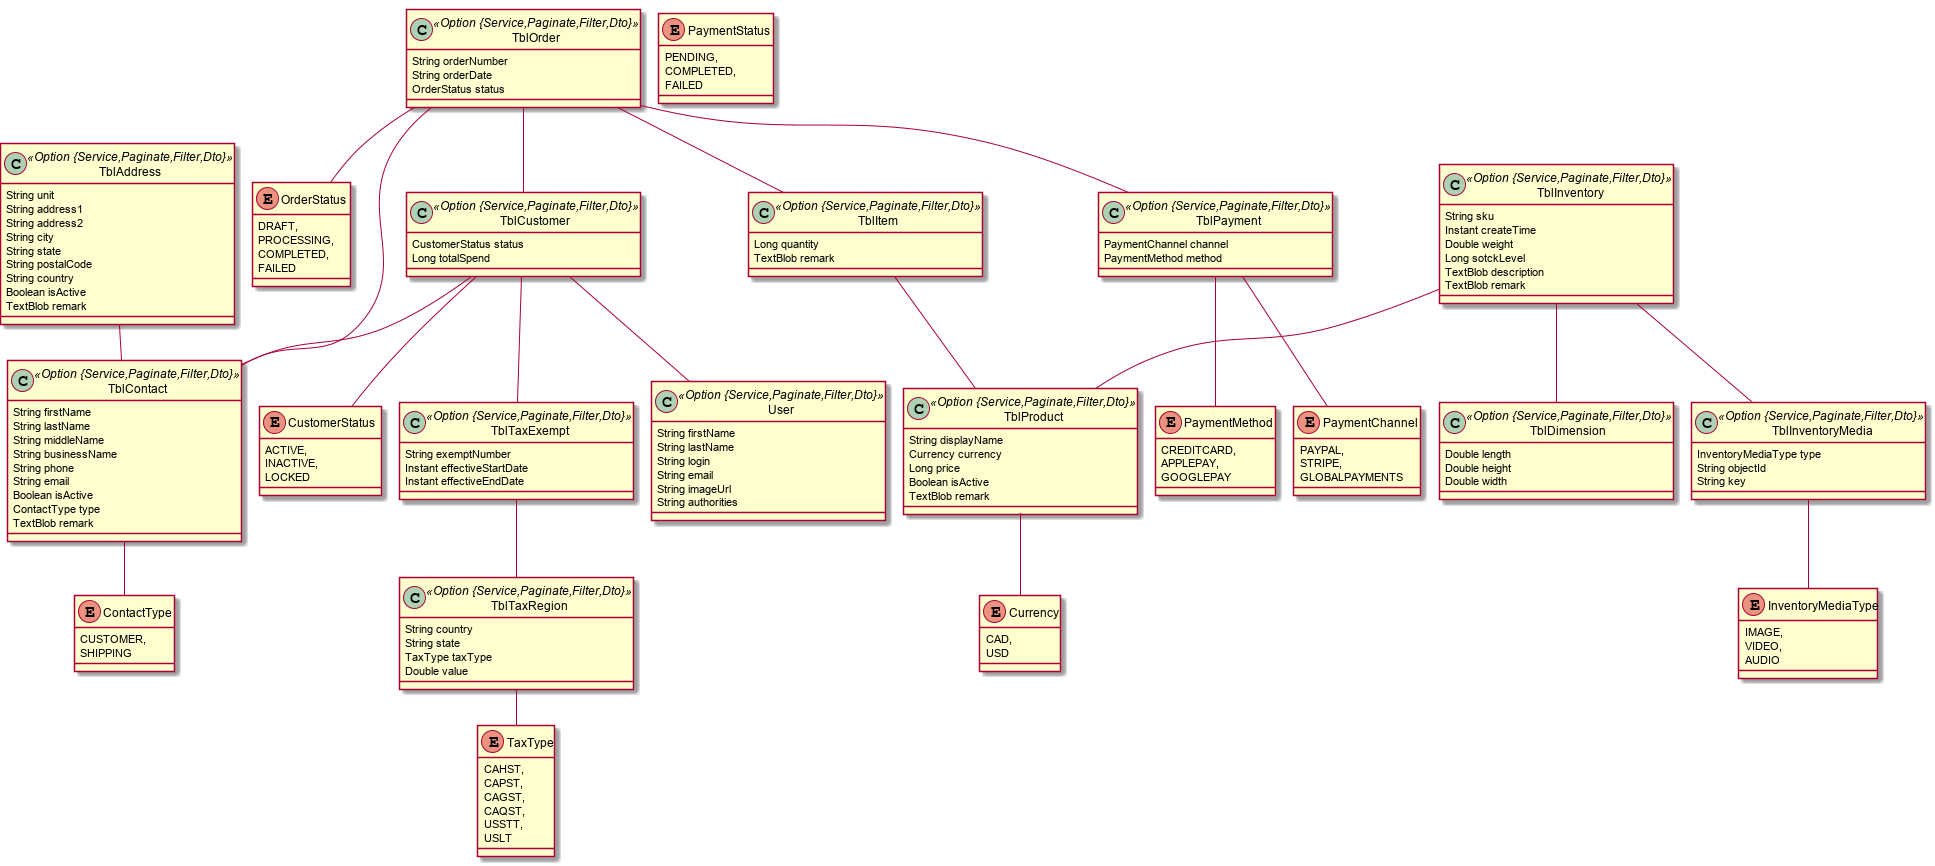 C «Option {Service,Paginate,Filter,Dto}»
TblOrder
String orderNumber
String orderDate
OrderStatus status
E PaymentStatus
PENDING,
COMPLETED,
FAILED
C «Option {Service,Paginate,Filter,Dto}»
TblAddress
String unit
String address1
String address2
String city
String state
String postalCode
String country
Boolean isActive
TextBlob remark
E OrderStatus
DRAFT,
PROCESSING,
COMPLETED,
FAILED
C «Option {Service,Paginate,Filter,Dto}»
TblCustomer
CustomerStatus status
Long totalSpend
C «Option {Service,Paginate,Filter,Dto}»
TblItem
Long quantity
TextBlob remark
C «Option {Service,Paginate,Filter,Dto}»
TblPayment
PaymentChannel channel
PaymentMethod method
C «Option {Service,Paginate,Filter,Dto}»
TblInventory
String sku
Instant createTime
Double weight
Long sotckLevel
TextBlob description
TextBlob remark
C «Option {Service,Paginate,Filter,Dto}»
TblContact
String firstName
String lastName
String middleName
String businessName
String phone
String email
Boolean isActive
ContactType type
TextBlob remark
E CustomerStatus
ACTIVE,
INACTIVE,
LOCKED
C «Option {Service,Paginate,Filter,Dto}»
TblTaxExempt
String exemptNumber
Instant effectiveStartDate
Instant effectiveEndDate
C «Option {Service,Paginate,Filter,Dto}»
User
String firstName
String lastName
String login
String email
String imageUrl
String authorities
C «Option {Service,Paginate,Filter,Dto}»
TblProduct
String displayName
Currency currency
Long price
Boolean isActive
TextBlob remark
E PaymentMethod
CREDITCARD,
APPLEPAY,
GOOGLEPAY
E PaymentChannel
PAYPAL,
STRIPE,
GLOBALPAYMENTS
C «Option {Service,Paginate,Filter,Dto}»
TblDimension
Double length
Double height
Double width
C «Option {Service,Paginate,Filter,Dto}»
TblInventoryMedia
InventoryMediaType type
String objectId
String key
E ContactType
CUSTOMER,
SHIPPING
C «Option {Service,Paginate,Filter,Dto}»
TblTaxRegion
String country
String state
TaxType taxType
Double value
E Currency
CAD,
USD
E InventoryMediaType
IMAGE,
VIDEO,
AUDIO
E TaxType
CAHST,
CAPST,
CAGST,
CAQST,
USSTT,
USLT